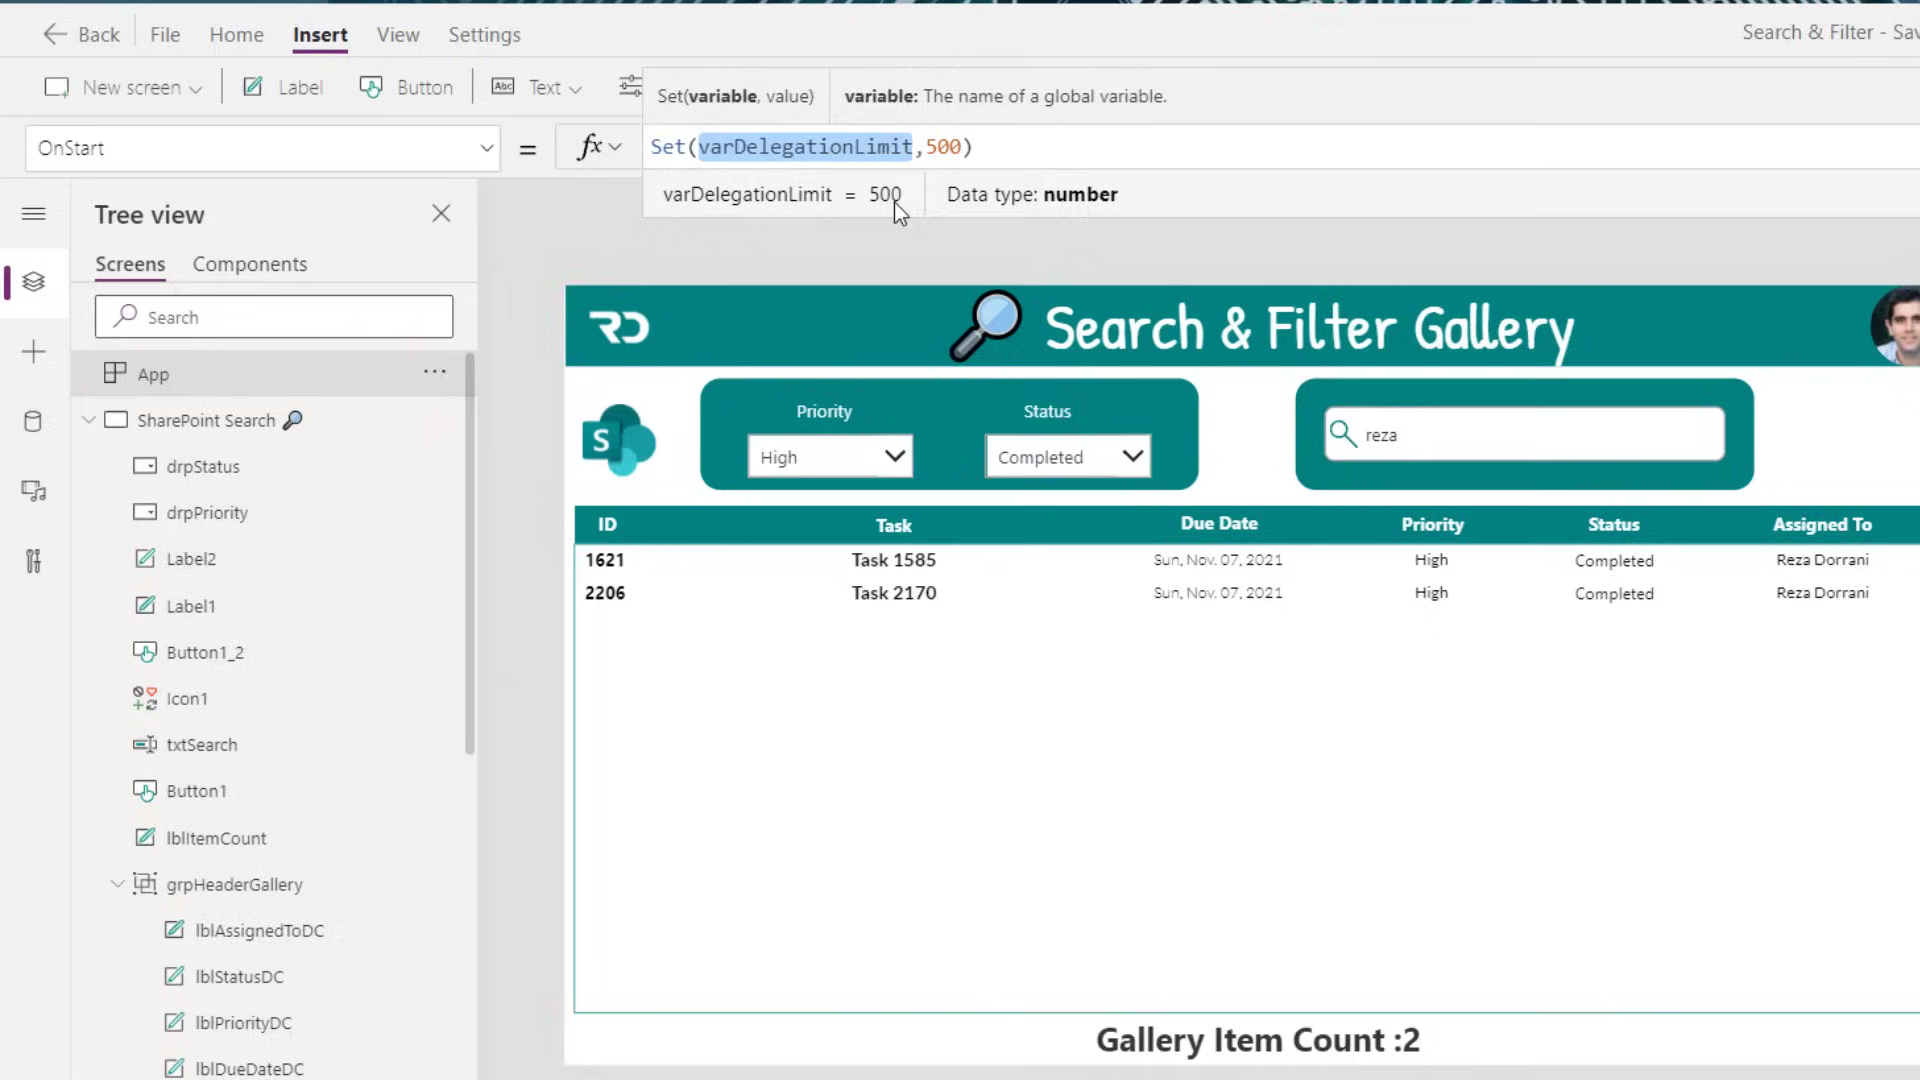 Back File Home Insert View Settings
Search & Filter - Sav
New screen Label Button Abc Text
Set(variable, value) variable: The name of a global variable.
OnStart = fx Set(varDelegationLimit,500)
varDelegationLimit = 500 Data type: number
Tree view
Screens Components
Search
App
SharePoint Search
drpStatus
drpPriority
Label2
Label1
Button1_2
Icon1
txtSearch
Button1
lblItemCount
grpHeaderGallery
lblAssignedToDC
lblStatusDC
lblPriorityDC
lblDueDateDC
RD Search & Filter Gallery
S
Priority Status
High Completed
reza
ID Task Due Date Priority Status Assigned To
1621 Task 1585 Sun, Nov. 07, 2021 High Completed Reza Dorrani
2206 Task 2170 Sun, Nov. 07, 2021 High Completed Reza Dorrani
Gallery Item Count :2